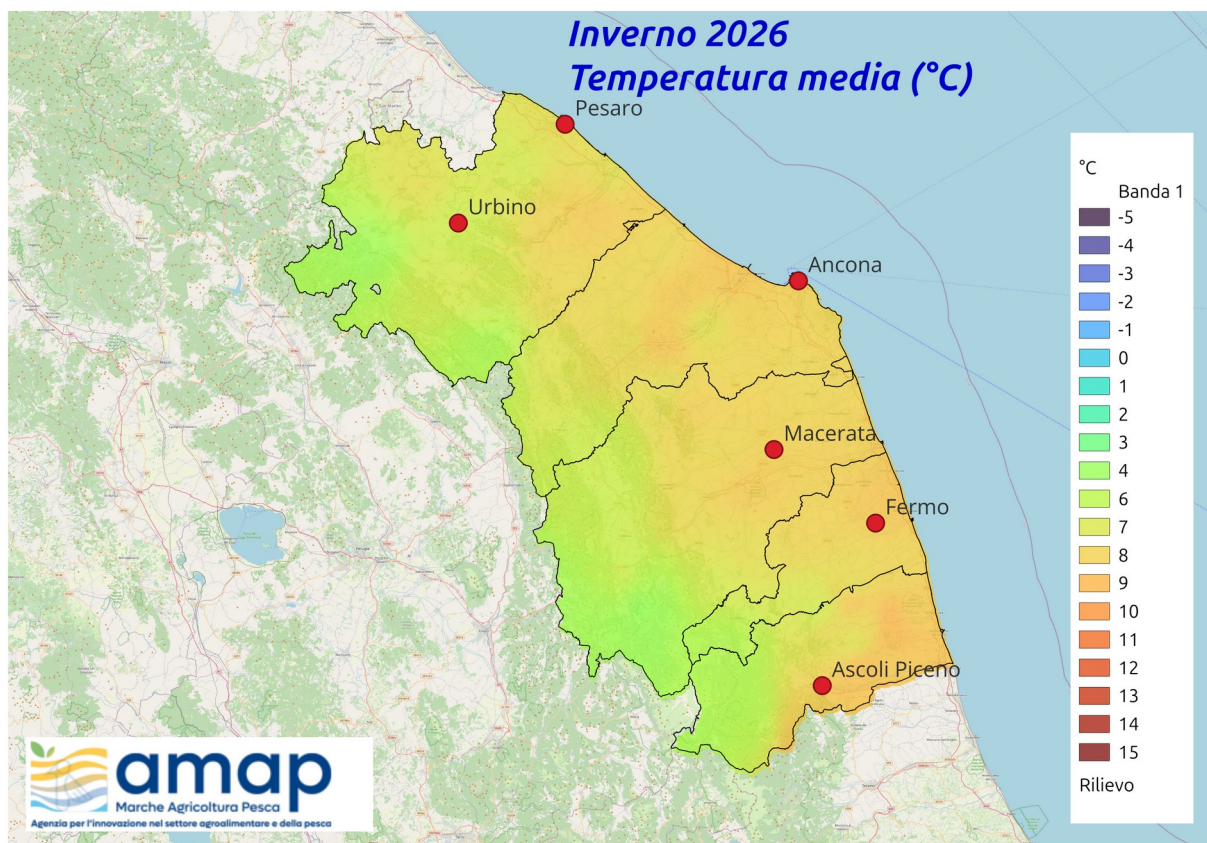 Inverno 2026
Temperatura media (°C)
Pesaro
Urbino
Ancona
Macerata
Fermo
Ascoli Piceno
°C
Banda 1
-5
-4
-3
-2
-1
0
1
2
3
4
6
7
8
9
10
11
12
13
14
15
Rilievo
amap
Marche Agricoltura Pesca
Agenzia per l'innovazione nel settore agroalimentare e della pesca